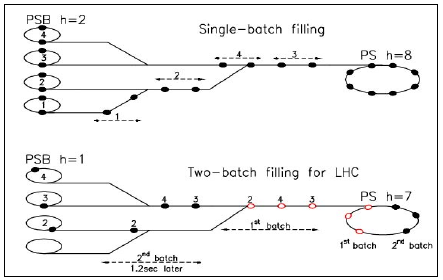 PSB h=2
Single-batch filling
4
3
2
1
4
3
2
1
PS h=8
PSB h=1
Two-batch filling for LHC
4
3
2
4
3
2
2
4
3
PS h=7
1st batch
2nd batch
1.2sec later
1st batch
2nd batch